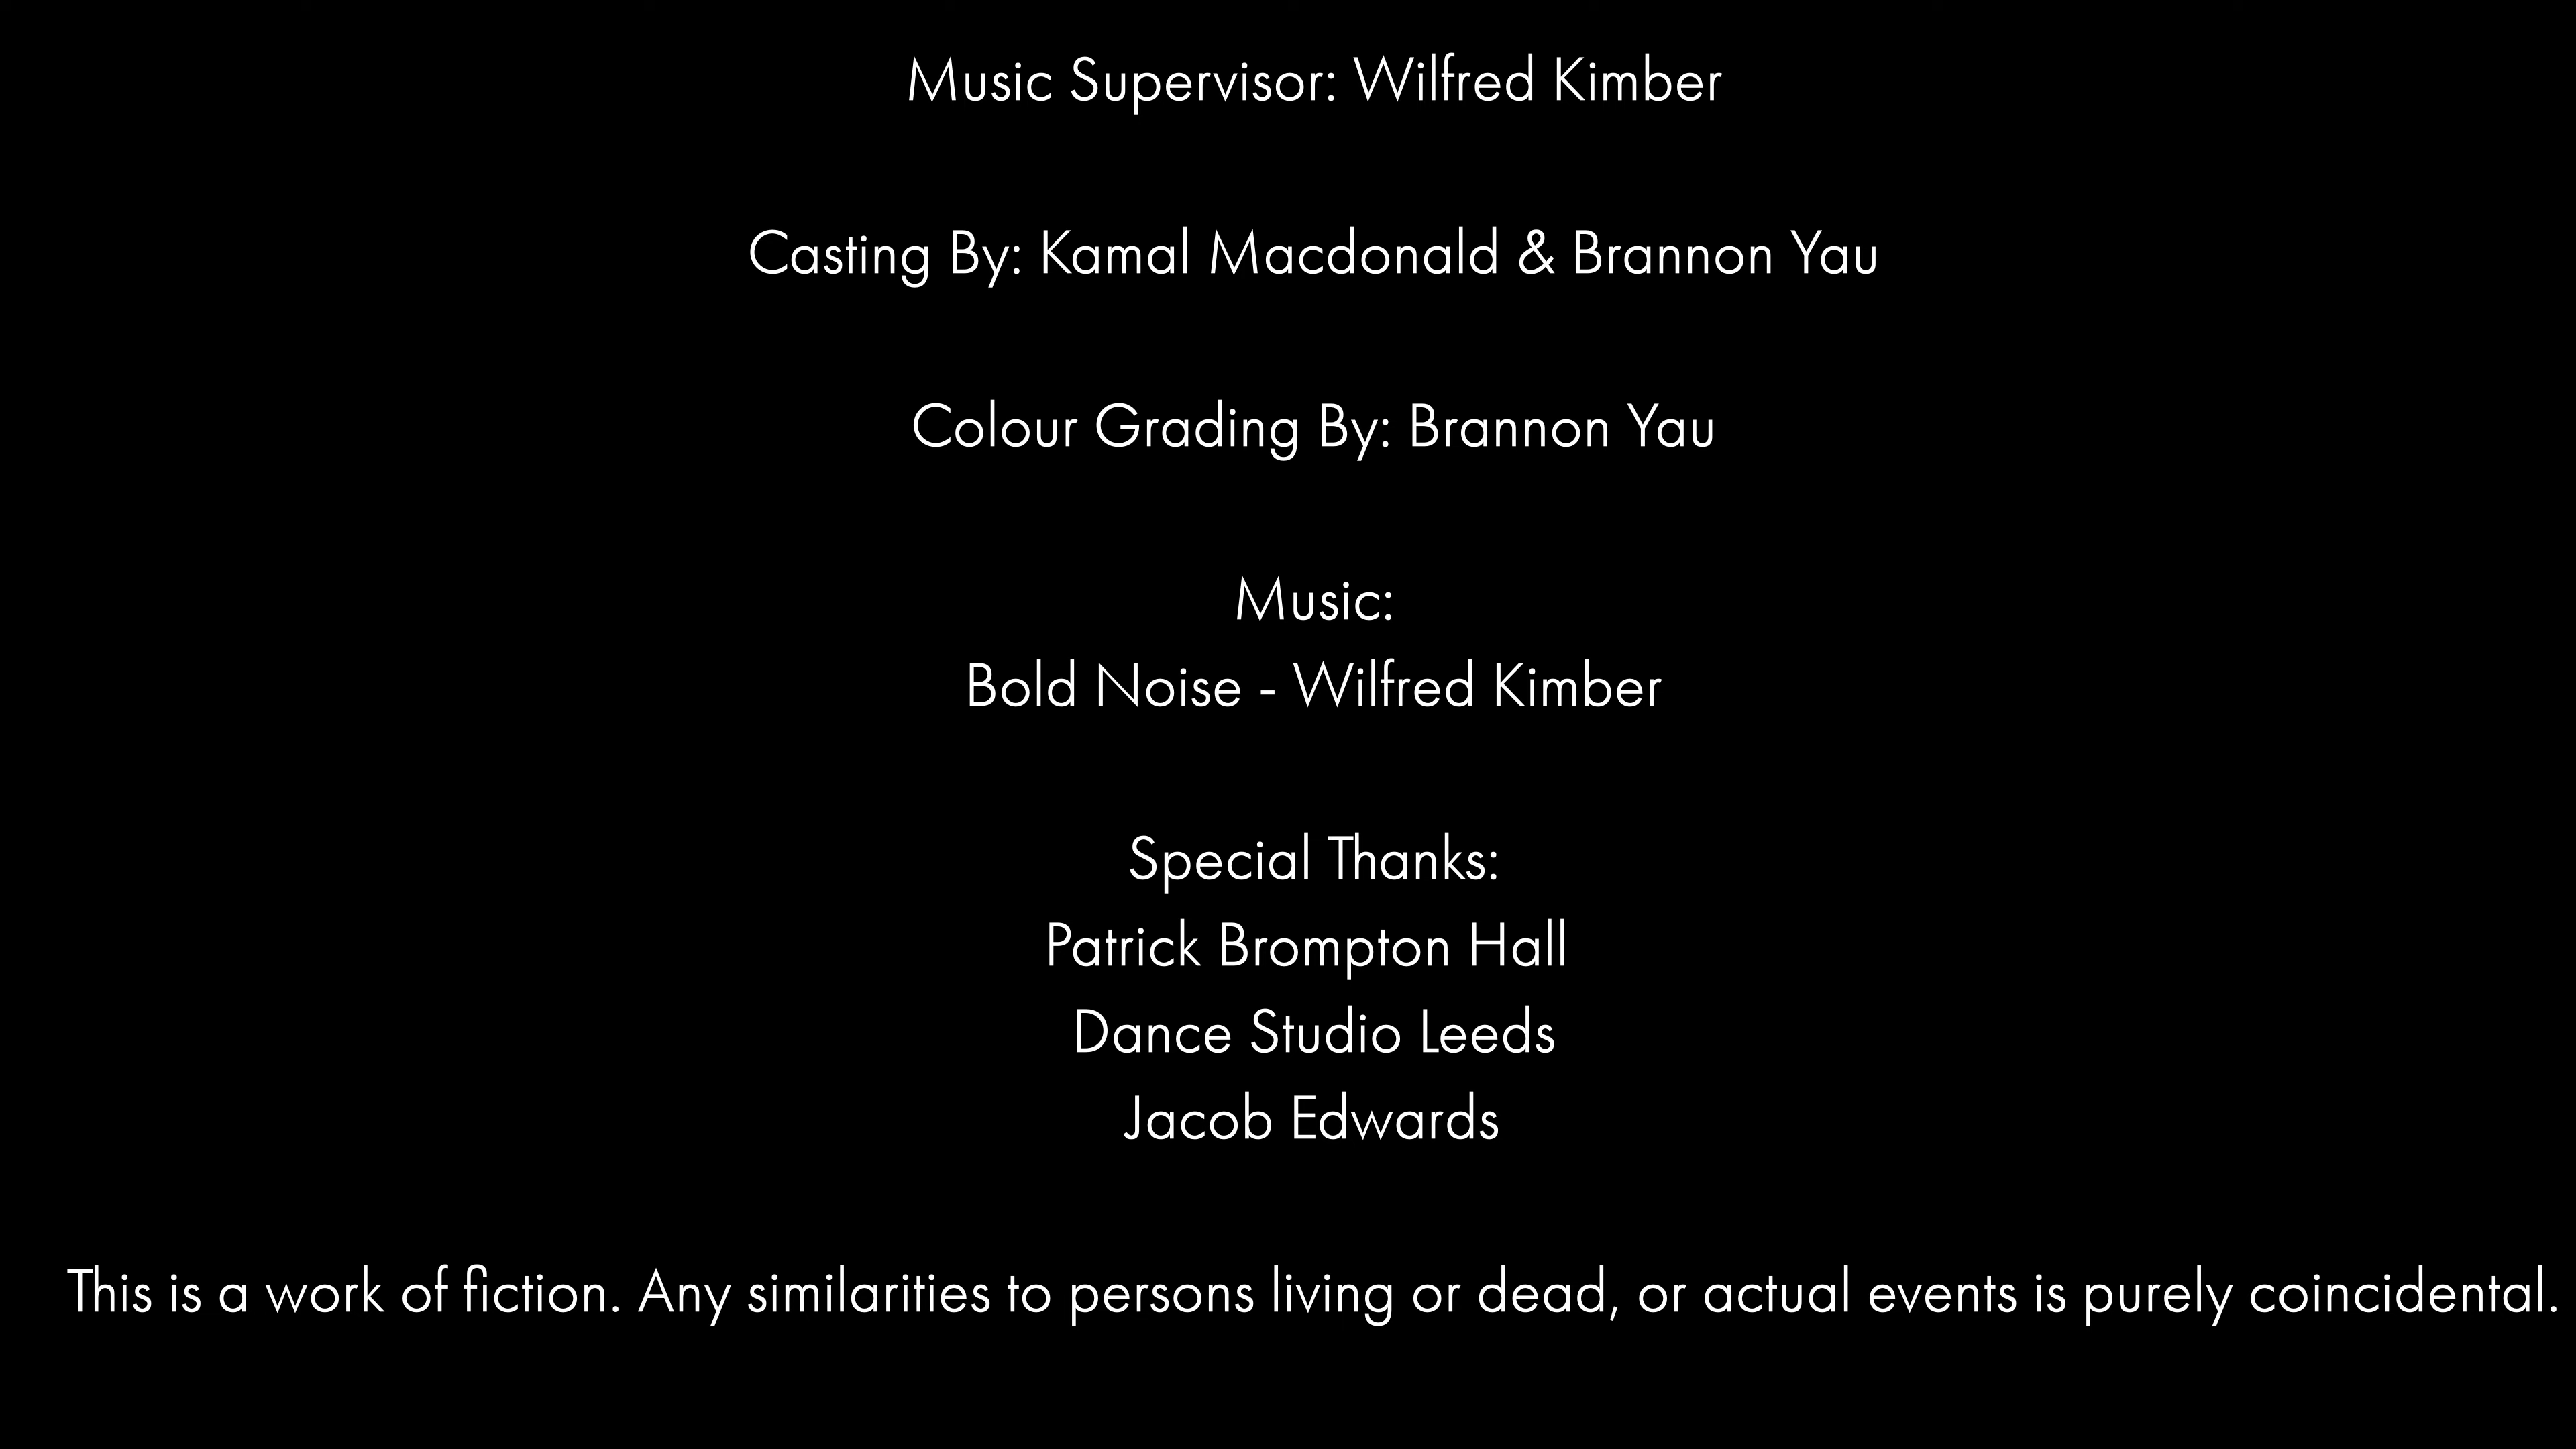 Music Supervisor: Wilfred Kimber
Casting By: Kamal Macdonald & Brannon Yau
Colour Grading By: Brannon Yau
Music:
Bold Noise - Wilfred Kimber
Special Thanks:
Patrick Brompton Hall
Dance Studio Leeds
Jacob Edwards
This is a work of fiction. Any similarities to persons living or dead, or actual events is purely coincidental.